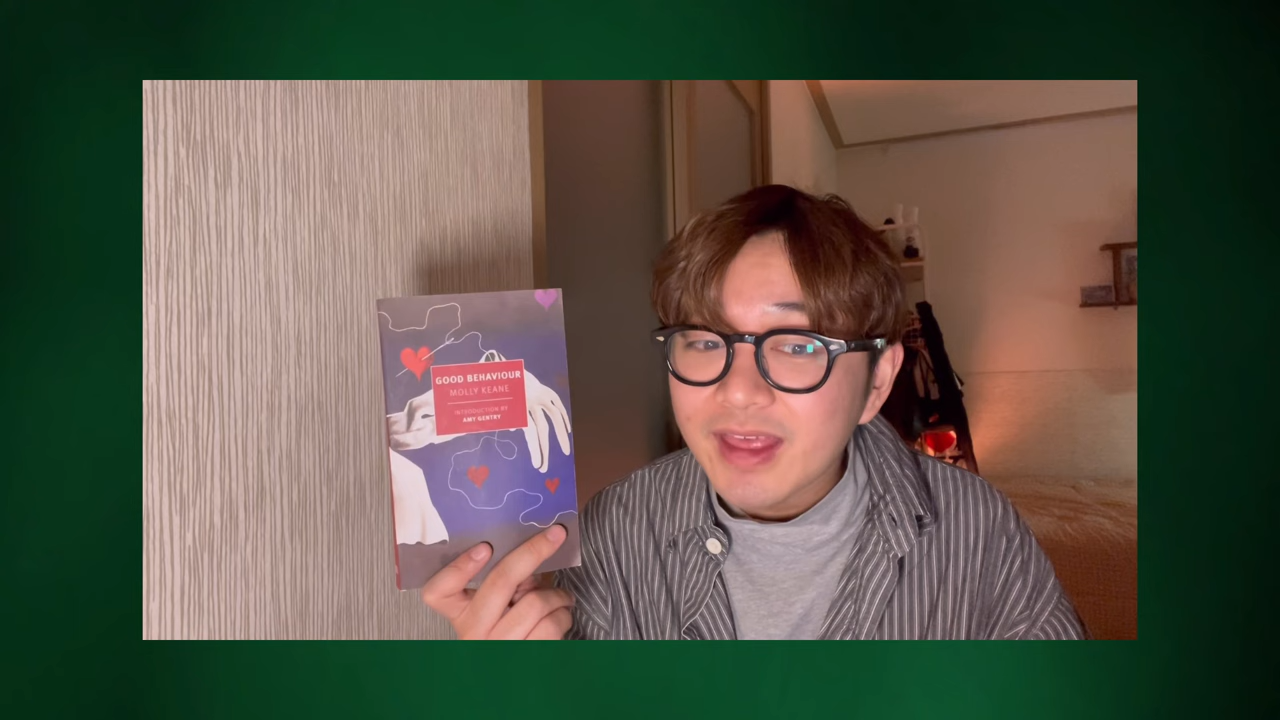 GOOD BEHAVIOUR
MOLLY KEANE
INTRODUCTION BY
AMY GENTRY